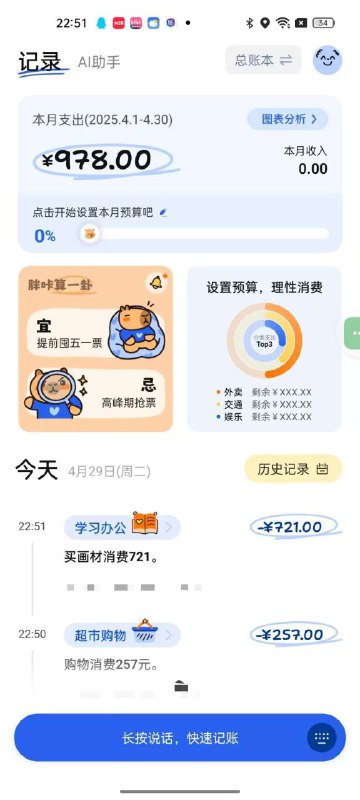 22:51
34
记录 AI助手
总账本
本月支出(2025.4.1-4.30)
图表分析 >
¥978.00
本月收入
0.00
点击开始设置本月预算吧
0%
胖咔算一卦
宜
提前囤五一票
忌
高峰期抢票
设置预算，理性消费
分类支出
Top3
外卖 剩余¥XXX.XX
交通 剩余¥XXX.XX
娱乐 剩余¥XXX.XX
今天 4月29日(周二)
历史记录
22:51
学习办公
-¥721.00
买画材消费721。
22:50
超市购物
-¥257.00
购物消费257元。
长按说话，快速记账